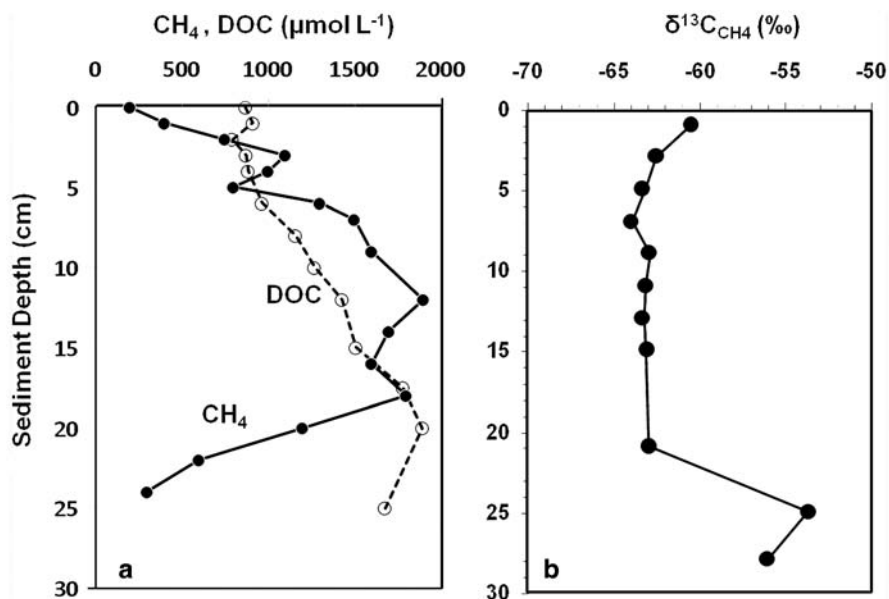 CH₄ , DOC (µmol L⁻¹)
0 500 1000 1500 2000
0
5
10
15
20
25
30
Sediment Depth (cm)
DOC
CH₄
a
δ¹³C_CH4 (‰)
-70 -65 -60 -55 -50
0
5
10
15
20
25
30
b